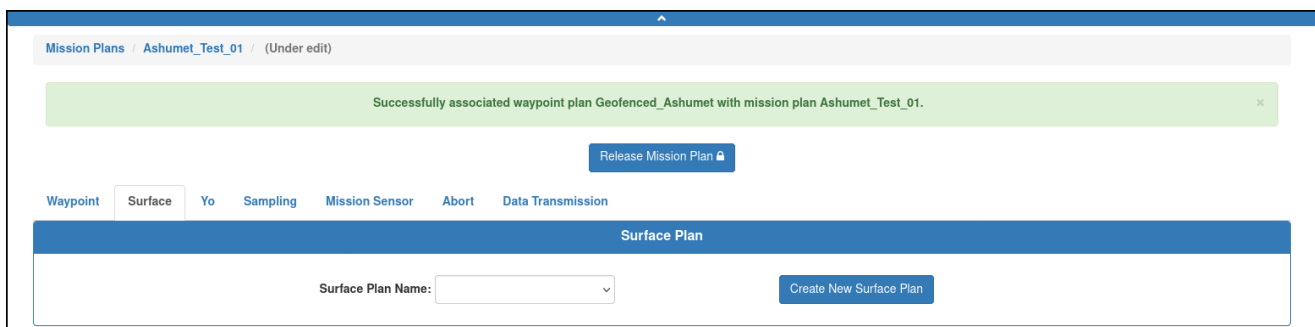 Mission Plans / Ashumet_Test_01 / (Under edit)
Successfully associated waypoint plan Geofenced_Ashumet with mission plan Ashumet_Test_01. ×
Release Mission Plan
Waypoint Surface Yo Sampling Mission Sensor Abort Data Transmission
Surface Plan
Surface Plan Name: Create New Surface Plan